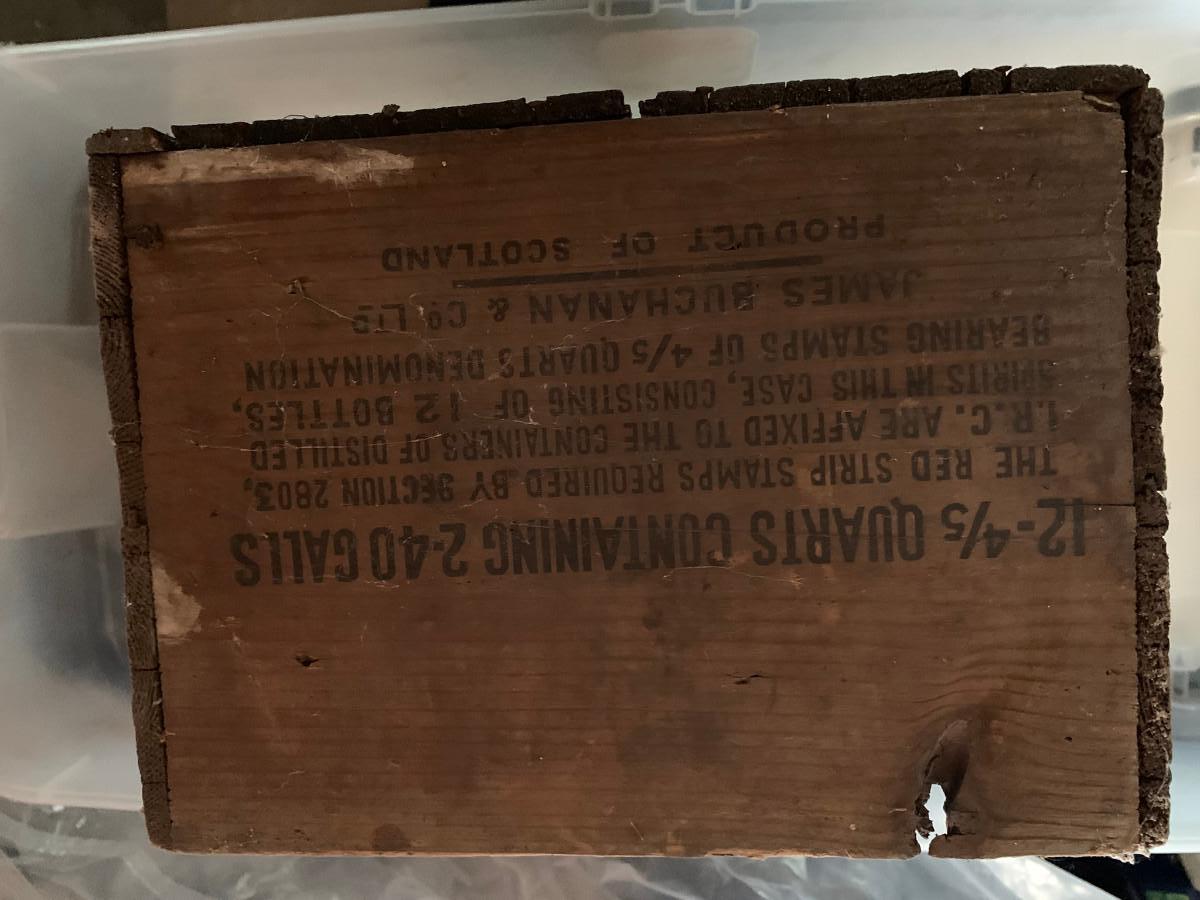 12-4/5 QUARTS CONTAINING 2·40 GALLS
THE RED STRIP STAMPS REQUIRED BY SECTION 2803,
I.R.C. ARE AFFIXED TO THE CONTAINERS OF DISTILLED
SPIRITS IN THIS CASE, CONSISTING OF 12 BOTTLES,
BEARING STAMPS OF 4/5 QUARTS DENOMINATION
JAMES BUCHANAN & Cº LTD
PRODUCT OF SCOTLAND